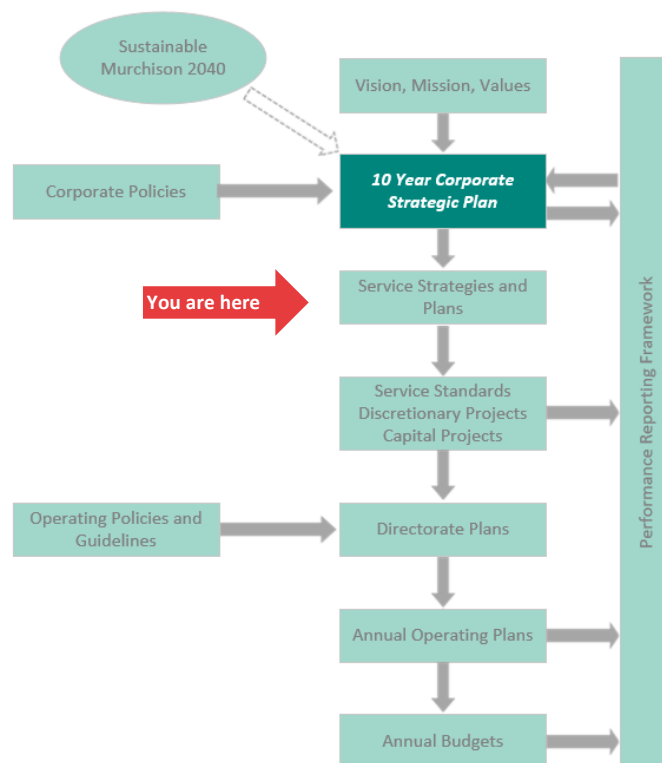 Sustainable
Murchison 2040
Vision, Mission, Values
Corporate Policies
10 Year Corporate
Strategic Plan
You are here
Service Strategies and
Plans
Service Standards
Discretionary Projects
Capital Projects
Operating Policies and
Guidelines
Directorate Plans
Annual Operating Plans
Annual Budgets
Performance Reporting Framework